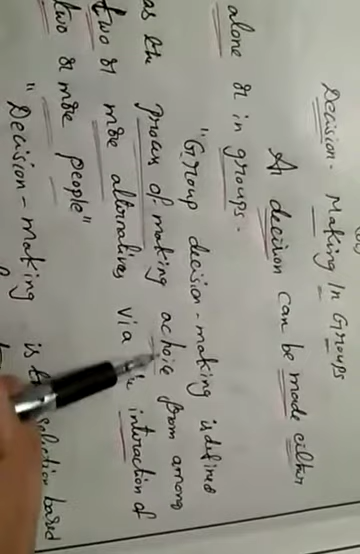 Decision - Making In Groups
A decision can be made either
alone or in groups.
"Group decision-making is defined
as the process of making a choice from among
two or more alternatives via interaction of
two or more people"
"Decision-making is selection based